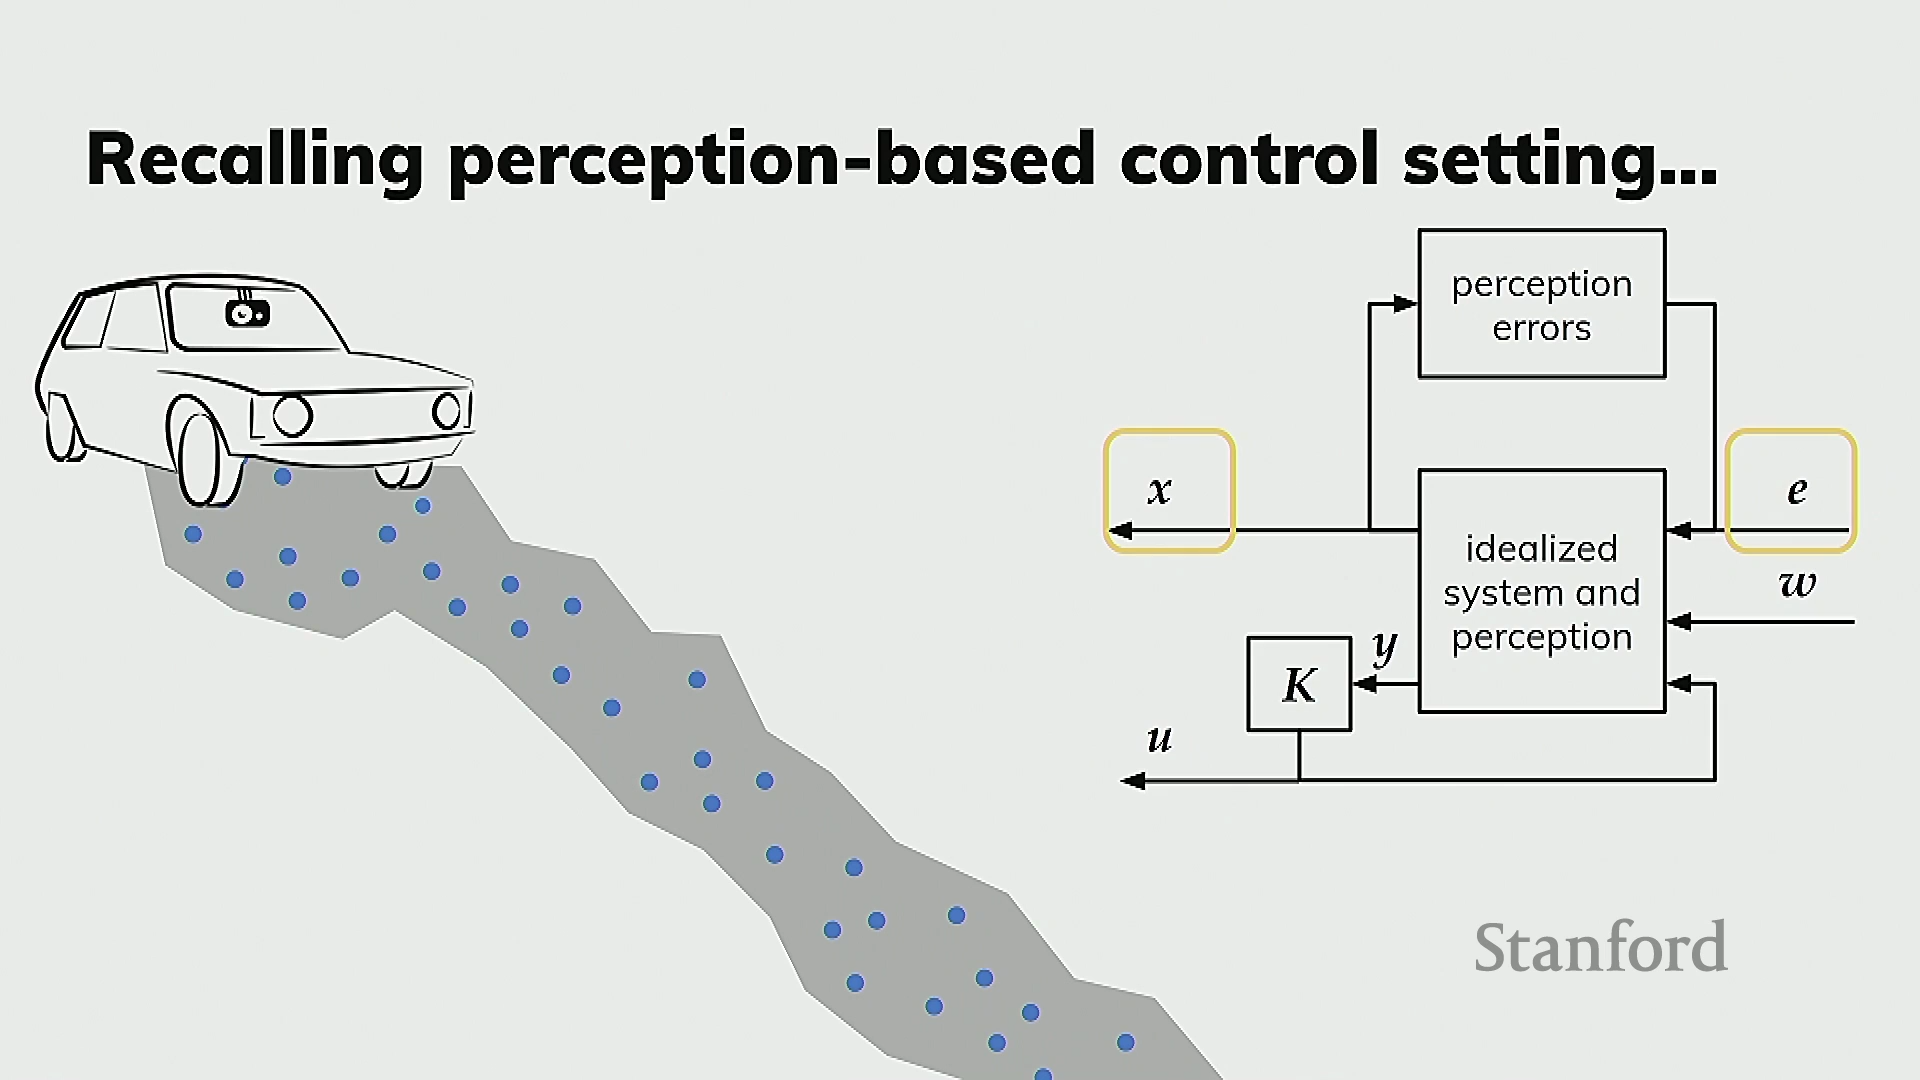 Recalling perception-based control setting...
perception
errors
x
e
idealized
system and
perception
w
y
K
u
Stanford